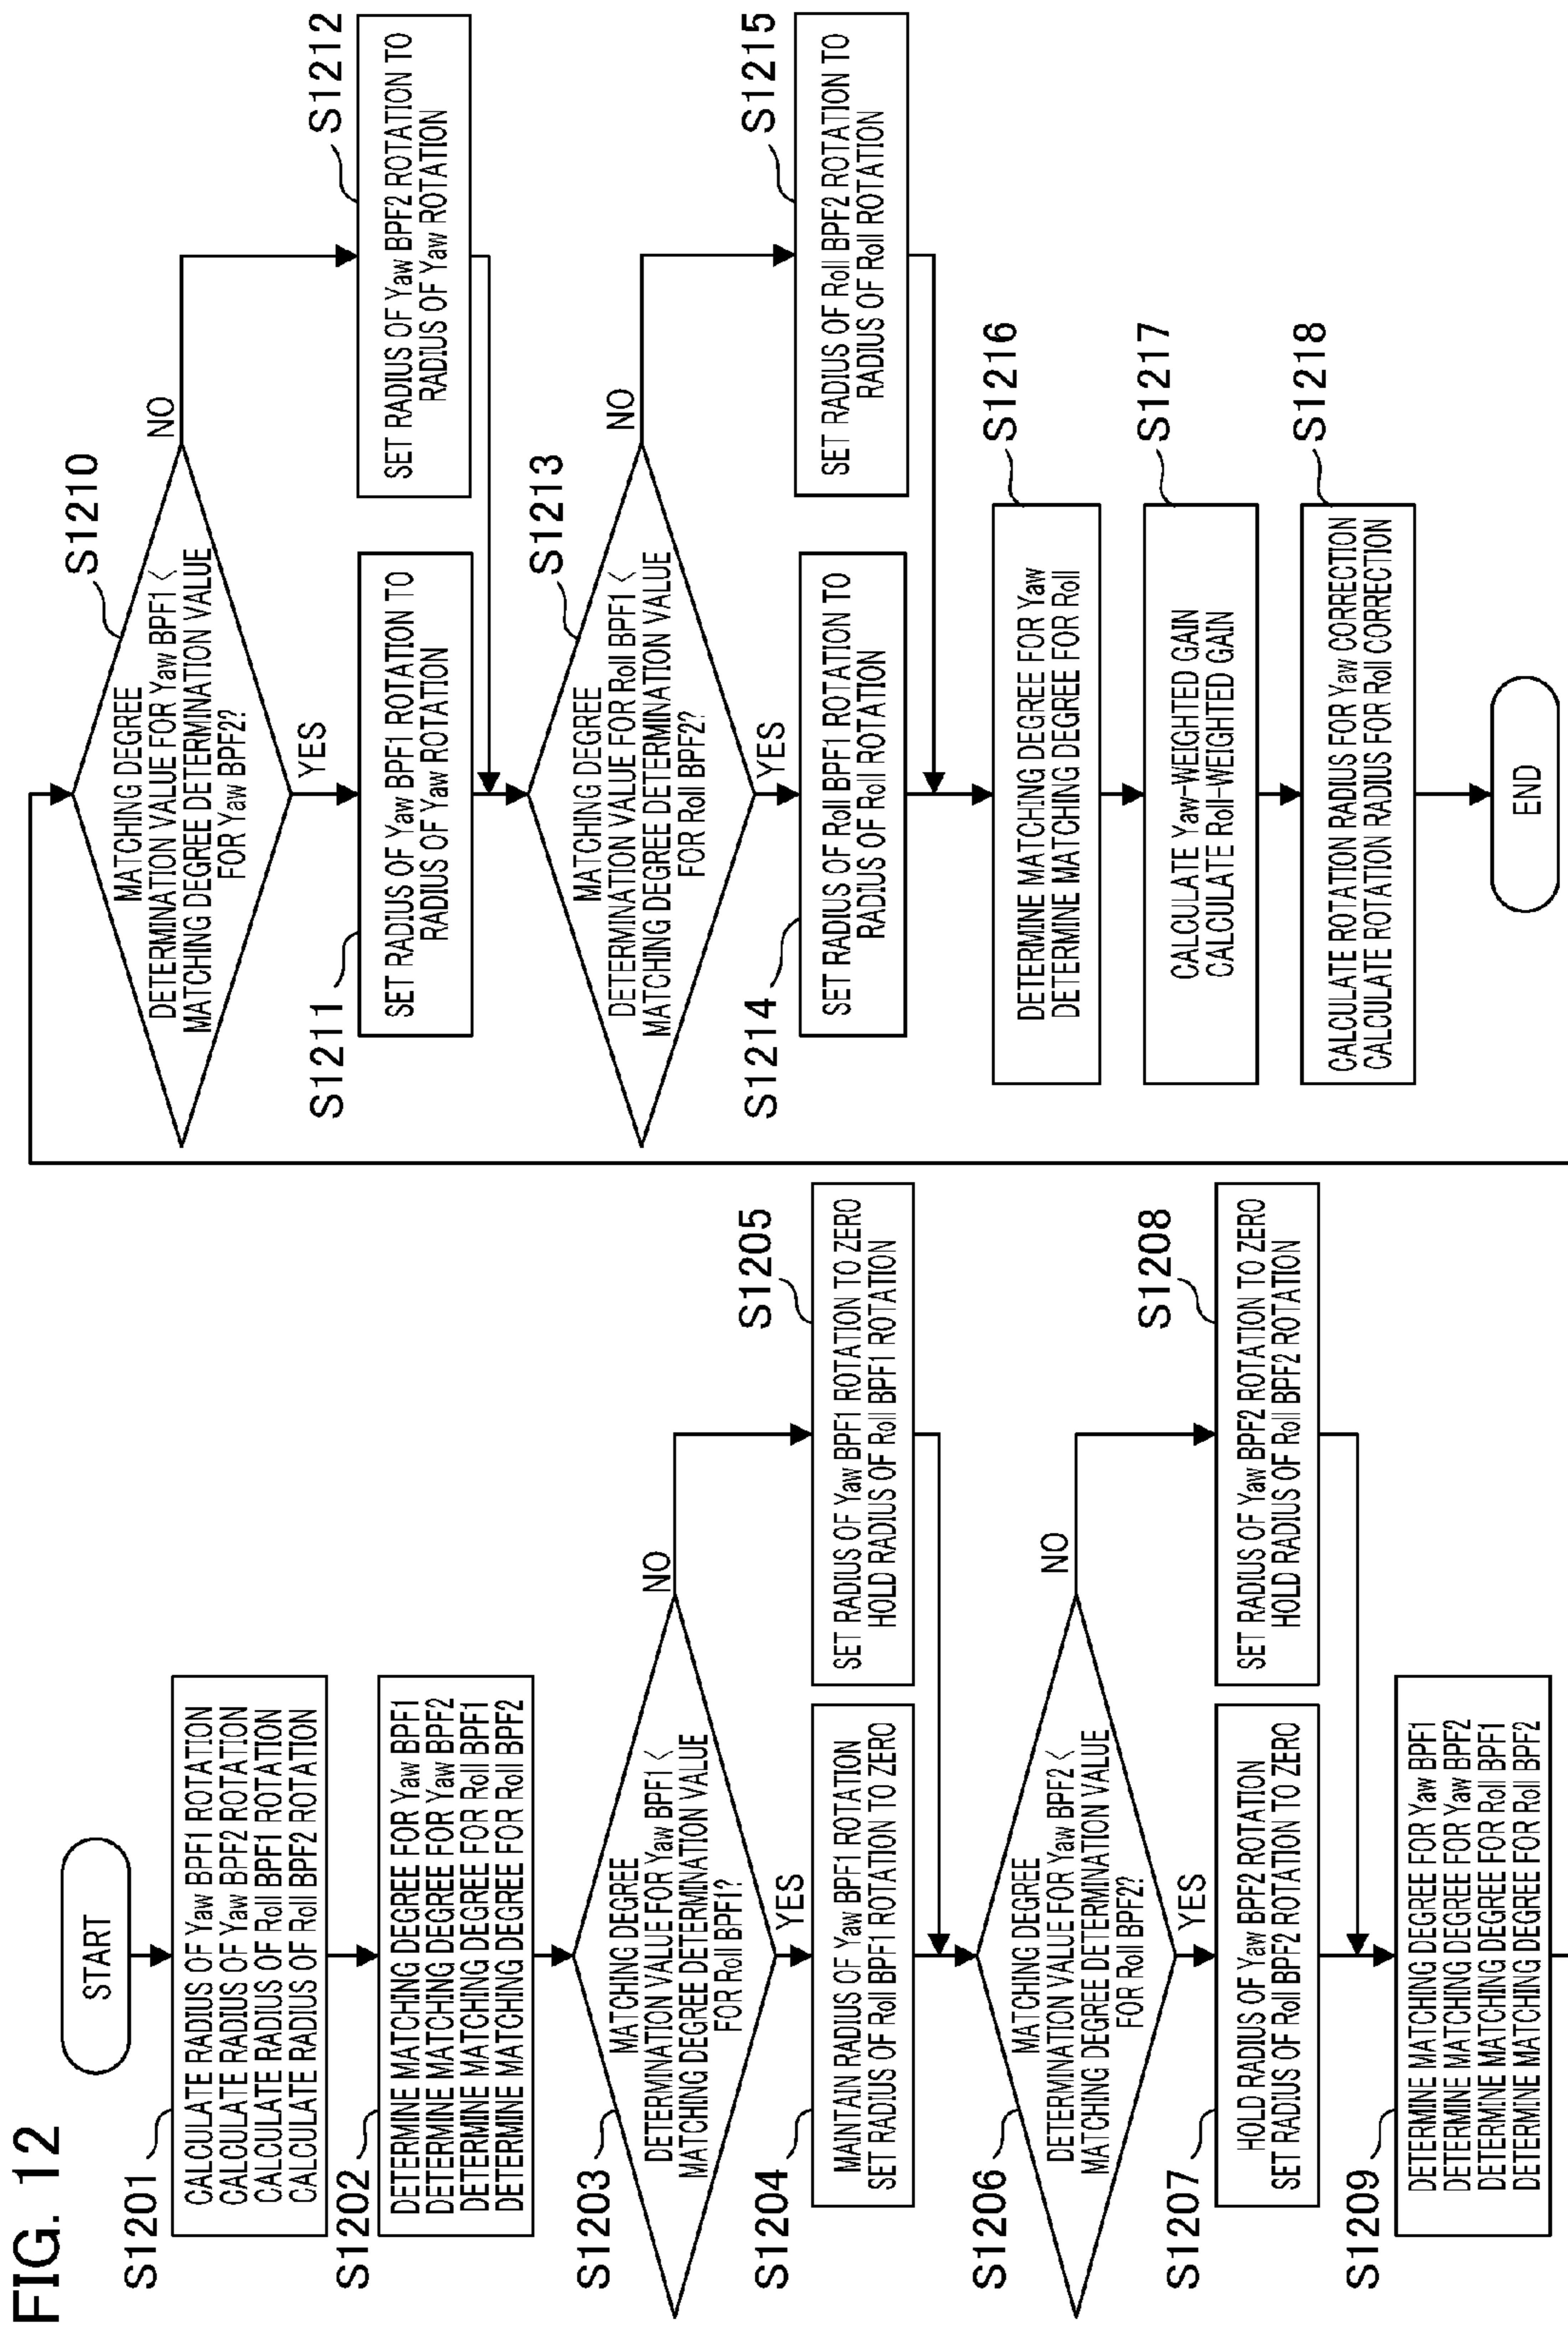 FIG. 12
START
S1201
CALCULATE RADIUS OF Yaw BPF1 ROTATION
CALCULATE RADIUS OF Yaw BPF2 ROTATION
CALCULATE RADIUS OF Roll BPF1 ROTATION
CALCULATE RADIUS OF Roll BPF2 ROTATION
S1202
DETERMINE MATCHING DEGREE FOR Yaw BPF1
DETERMINE MATCHING DEGREE FOR Yaw BPF2
DETERMINE MATCHING DEGREE FOR Roll BPF1
DETERMINE MATCHING DEGREE FOR Roll BPF2
S1203
MATCHING DEGREE
DETERMINATION VALUE FOR Yaw BPF1 <
MATCHING DEGREE DETERMINATION VALUE
FOR Roll BPF1?
NO
YES
S1204
MAINTAIN RADIUS OF Yaw BPF1 ROTATION
SET RADIUS OF Roll BPF1 ROTATION TO ZERO
S1205
SET RADIUS OF Yaw BPF1 ROTATION TO ZERO
HOLD RADIUS OF Roll BPF1 ROTATION
S1206
MATCHING DEGREE
DETERMINATION VALUE FOR Yaw BPF2 <
MATCHING DEGREE DETERMINATION VALUE
FOR Roll BPF2?
NO
YES
S1207
HOLD RADIUS OF Yaw BPF2 ROTATION
SET RADIUS OF Roll BPF2 ROTATION TO ZERO
S1208
SET RADIUS OF Yaw BPF2 ROTATION TO ZERO
HOLD RADIUS OF Roll BPF2 ROTATION
S1209
DETERMINE MATCHING DEGREE FOR Yaw BPF1
DETERMINE MATCHING DEGREE FOR Yaw BPF2
DETERMINE MATCHING DEGREE FOR Roll BPF1
DETERMINE MATCHING DEGREE FOR Roll BPF2
S1210
MATCHING DEGREE
DETERMINATION VALUE FOR Yaw BPF1 <
MATCHING DEGREE DETERMINATION VALUE
FOR Yaw BPF2?
NO
YES
S1211
SET RADIUS OF Yaw BPF1 ROTATION TO
RADIUS OF Yaw ROTATION
S1212
SET RADIUS OF Yaw BPF2 ROTATION TO
RADIUS OF Yaw ROTATION
S1213
MATCHING DEGREE
DETERMINATION VALUE FOR Roll BPF1 <
MATCHING DEGREE DETERMINATION VALUE
FOR Roll BPF2?
NO
YES
S1214
SET RADIUS OF Roll BPF1 ROTATION TO
RADIUS OF Roll ROTATION
S1215
SET RADIUS OF Roll BPF2 ROTATION TO
RADIUS OF Roll ROTATION
S1216
DETERMINE MATCHING DEGREE FOR Yaw
DETERMINE MATCHING DEGREE FOR Roll
S1217
CALCULATE Yaw-WEIGHTED GAIN
CALCULATE Roll-WEIGHTED GAIN
S1218
CALCULATE ROTATION RADIUS FOR Yaw CORRECTION
CALCULATE ROTATION RADIUS FOR Roll CORRECTION
END